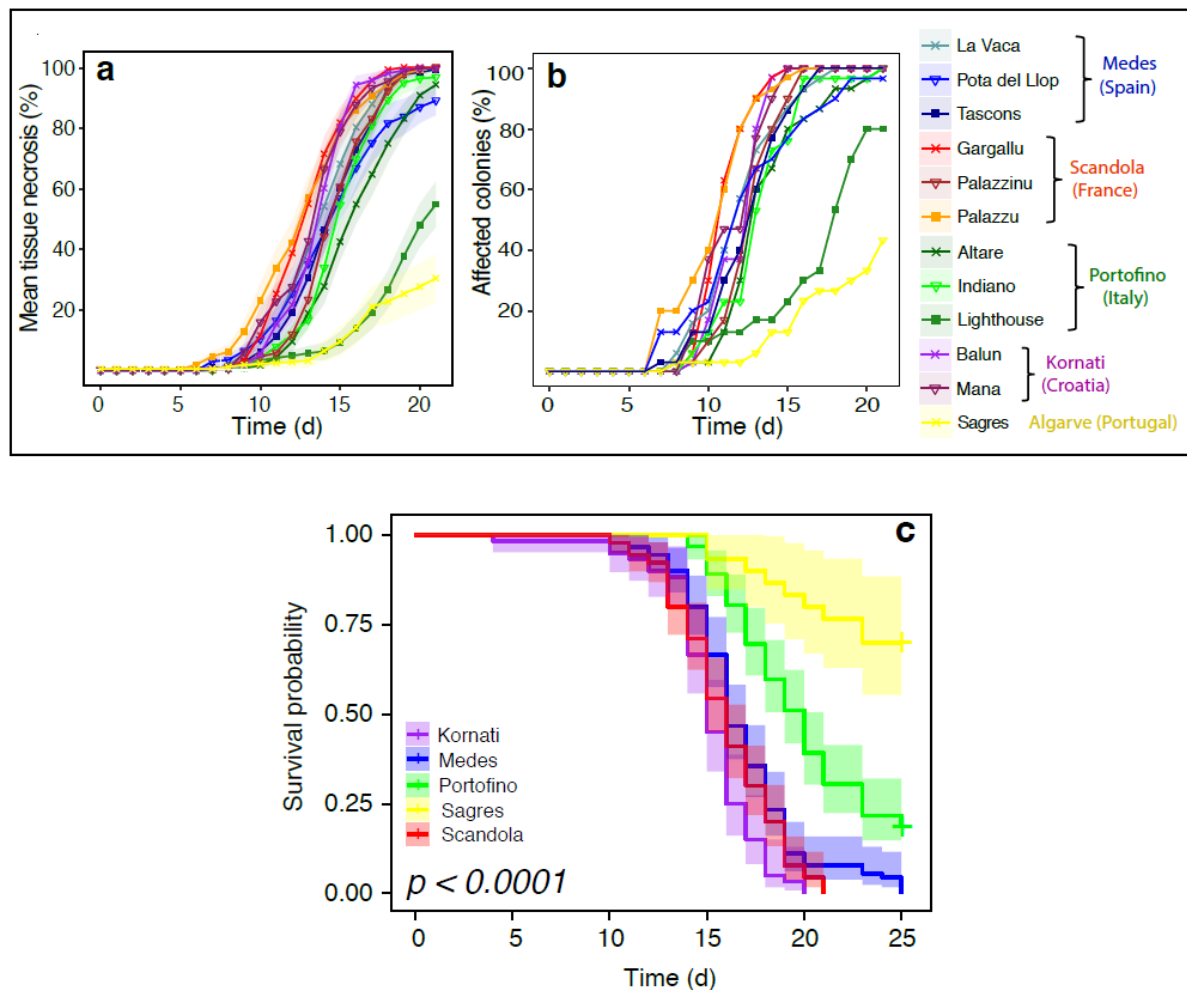 a
Mean tissue necrosis (%)
100
80
60
40
20
0 5 10 15 20
Time (d)
b
Affected colonies (%)
100
80
60
40
20
0 5 10 15 20
Time (d)
La Vaca
Pota del Llop
Tascons
Medes
(Spain)
Gargallu
Palazzinu
Palazzu
Scandola
(France)
Altare
Indiano
Lighthouse
Portofino
(Italy)
Balun
Mana
Kornati
(Croatia)
Sagres Algarve (Portugal)
c
Survival probability
1.00
0.75
0.50
0.25
0.00
Kornati
Medes
Portofino
Sagres
Scandola
p < 0.0001
0 5 10 15 20 25
Time (d)